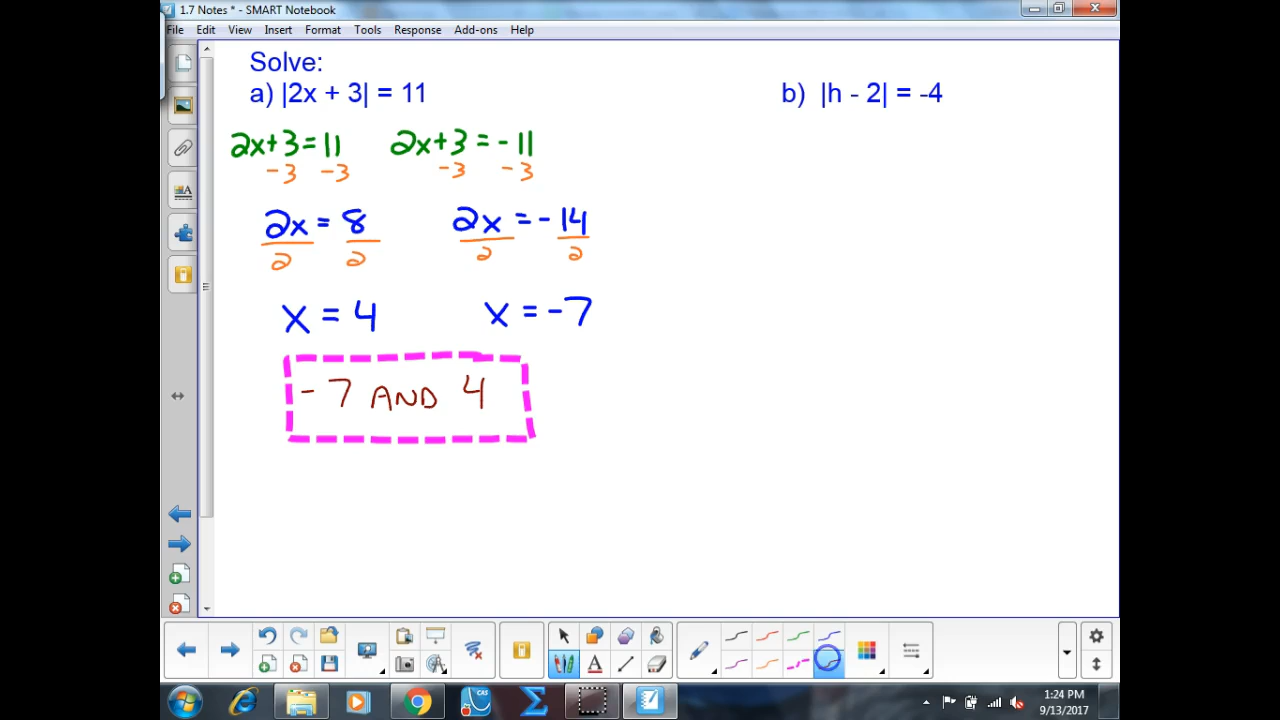 1.7 Notes * - SMART Notebook
File Edit View Insert Format Tools Response Add-ons Help
Solve:
a) |2x + 3| = 11
b) |h - 2| = -4
2x+3=11 2x+3=-11
-3 -3 -3 -3
2x = 8 2x = -14
2 2 2 2
x = 4 x = -7
-7 AND 4
A
CAS
Σ
1:24 PM
9/13/2017